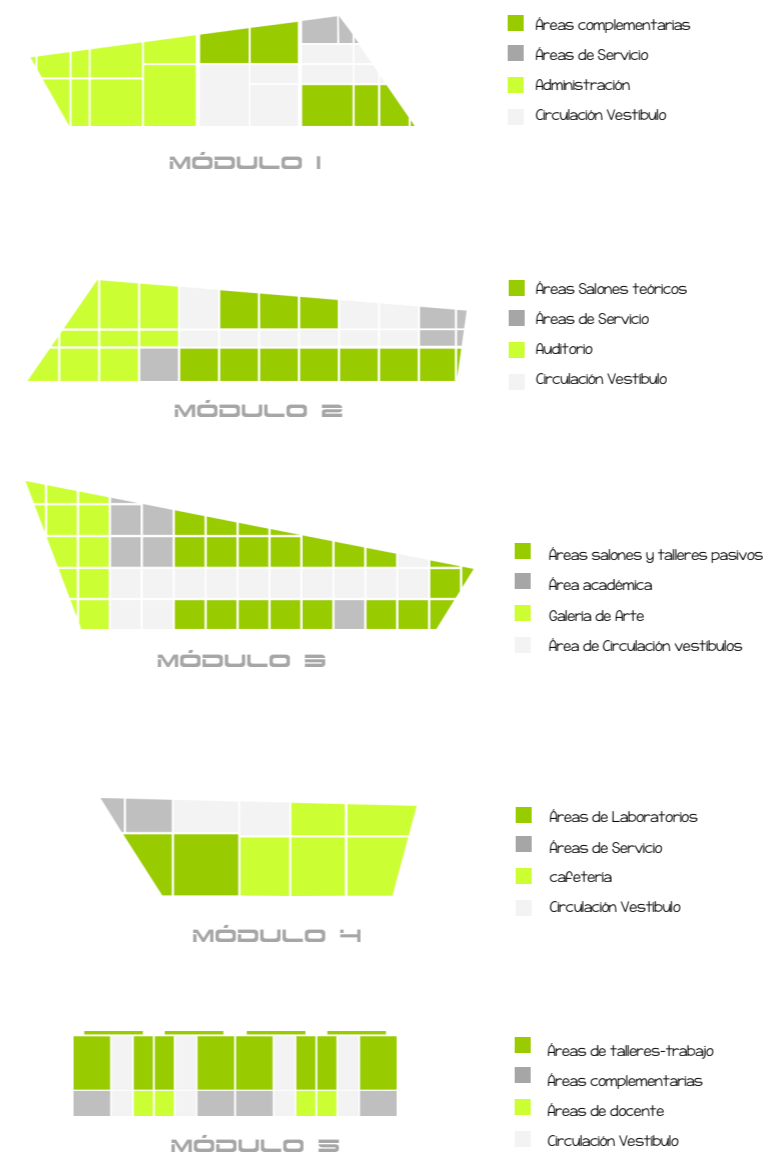 Áreas complementarias
Áreas de Servicio
Administración
Circulación Vestíbulo
MÓDULO 1
Áreas Salones teóricos
Áreas de Servicio
Auditorio
Circulación Vestíbulo
MÓDULO 2
Áreas salones y talleres pasivos
Área académica
Galería de Arte
Área de Circulación vestíbulos
MÓDULO 3
Áreas de Laboratorios
Áreas de Servicio
cafetería
Circulación Vestíbulo
MÓDULO 4
Áreas de talleres-trabajo
Áreas complementarias
Áreas de docente
Circulación Vestíbulo
MÓDULO 5